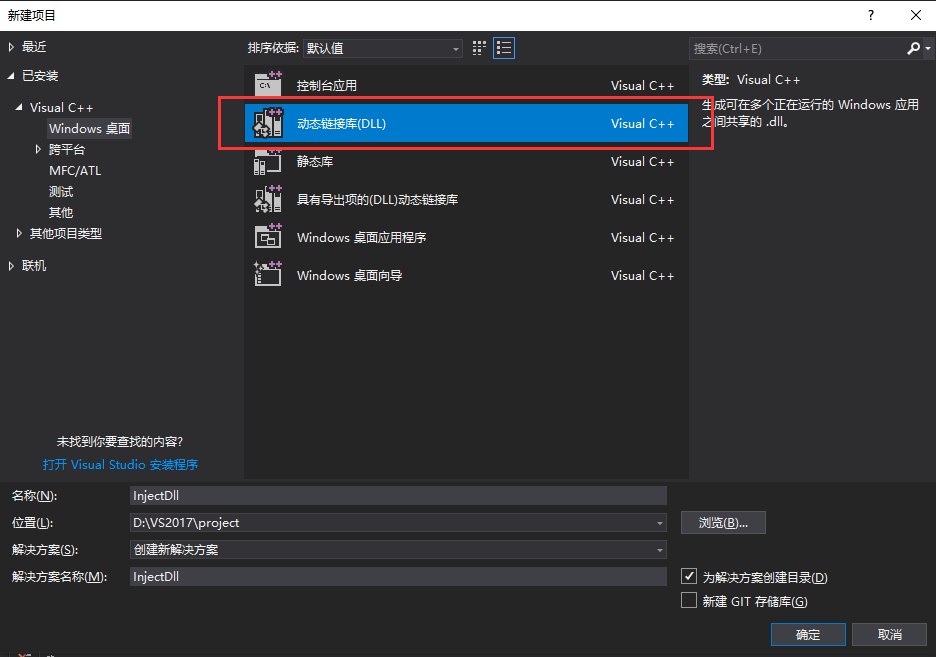 新建项目
?
最近
已安装
Visual C++
Windows 桌面
跨平台
MFC/ATL
测试
其他
其他项目类型
联机
未找到你要查找的内容?
打开 Visual Studio 安装程序
排序依据: 默认值
控制台应用 Visual C++
动态链接库(DLL) Visual C++
静态库 Visual C++
具有导出项的(DLL)动态链接库 Visual C++
Windows 桌面应用程序 Visual C++
Windows 桌面向导 Visual C++
搜索(Ctrl+E)
类型: Visual C++
生成可在多个正在运行的 Windows 应用
之间共享的 .dll。
名称(N): InjectDll
位置(L): D:\VS2017\project 浏览(B)...
解决方案(S): 创建新解决方案
解决方案名称(M): InjectDll
为解决方案创建目录(D)
新建 GIT 存储库(G)
确定 取消